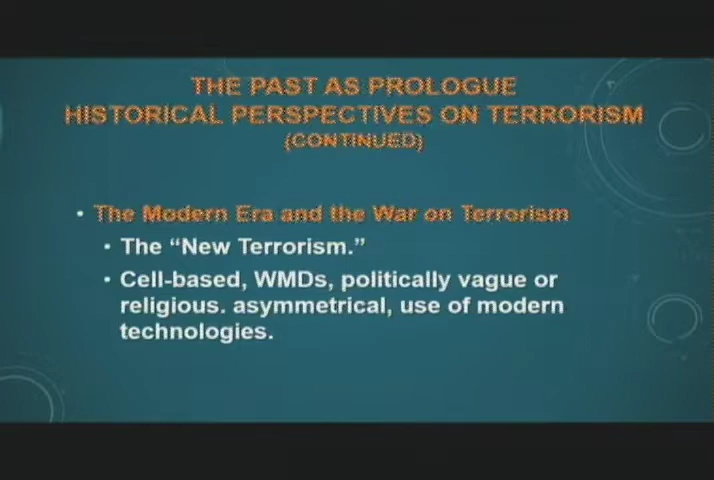 THE PAST AS PROLOGUE
HISTORICAL PERSPECTIVES ON TERRORISM
(CONTINUED)
• The Modern Era and the War on Terrorism
• The “New Terrorism.”
• Cell-based, WMDs, politically vague or
religious. asymmetrical, use of modern
technologies.